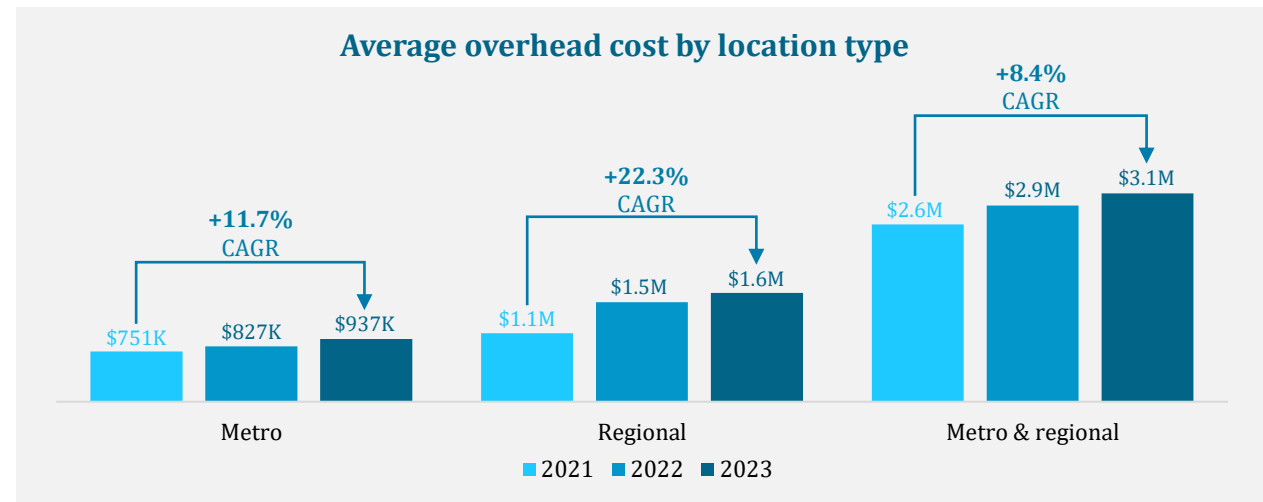 Average overhead cost by location type
+11.7%
CAGR
$751K
$827K
$937K
Metro
+22.3%
CAGR
$1.1M
$1.5M
$1.6M
Regional
+8.4%
CAGR
$2.6M
$2.9M
$3.1M
Metro & regional
2021 2022 2023